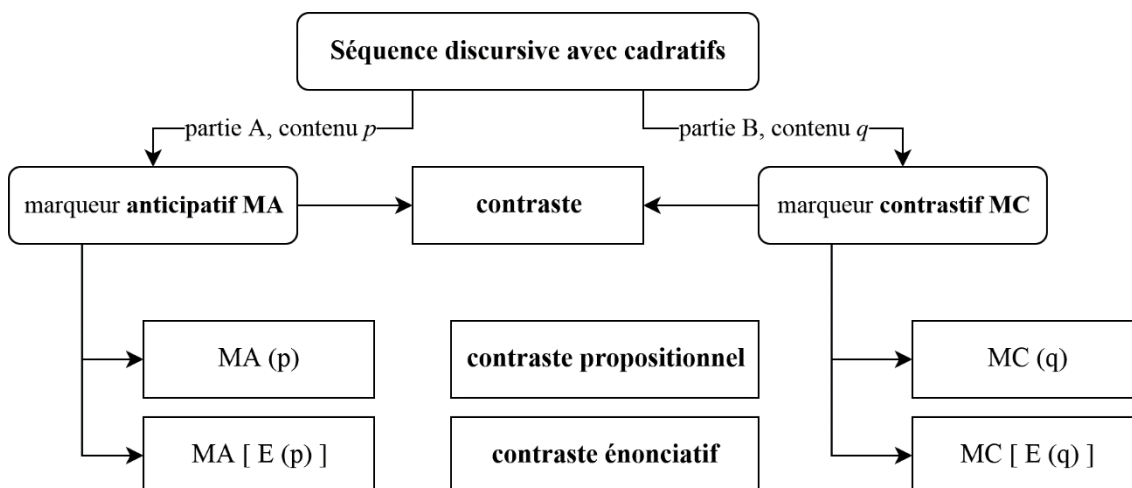 Séquence discursive avec cadratifs
partie A, contenu p
partie B, contenu q
marqueur anticipatif MA
contraste
marqueur contrastif MC
MA (p)
contraste propositionnel
MC (q)
MA [ E (p) ]
contraste énonciatif
MC [ E (q) ]